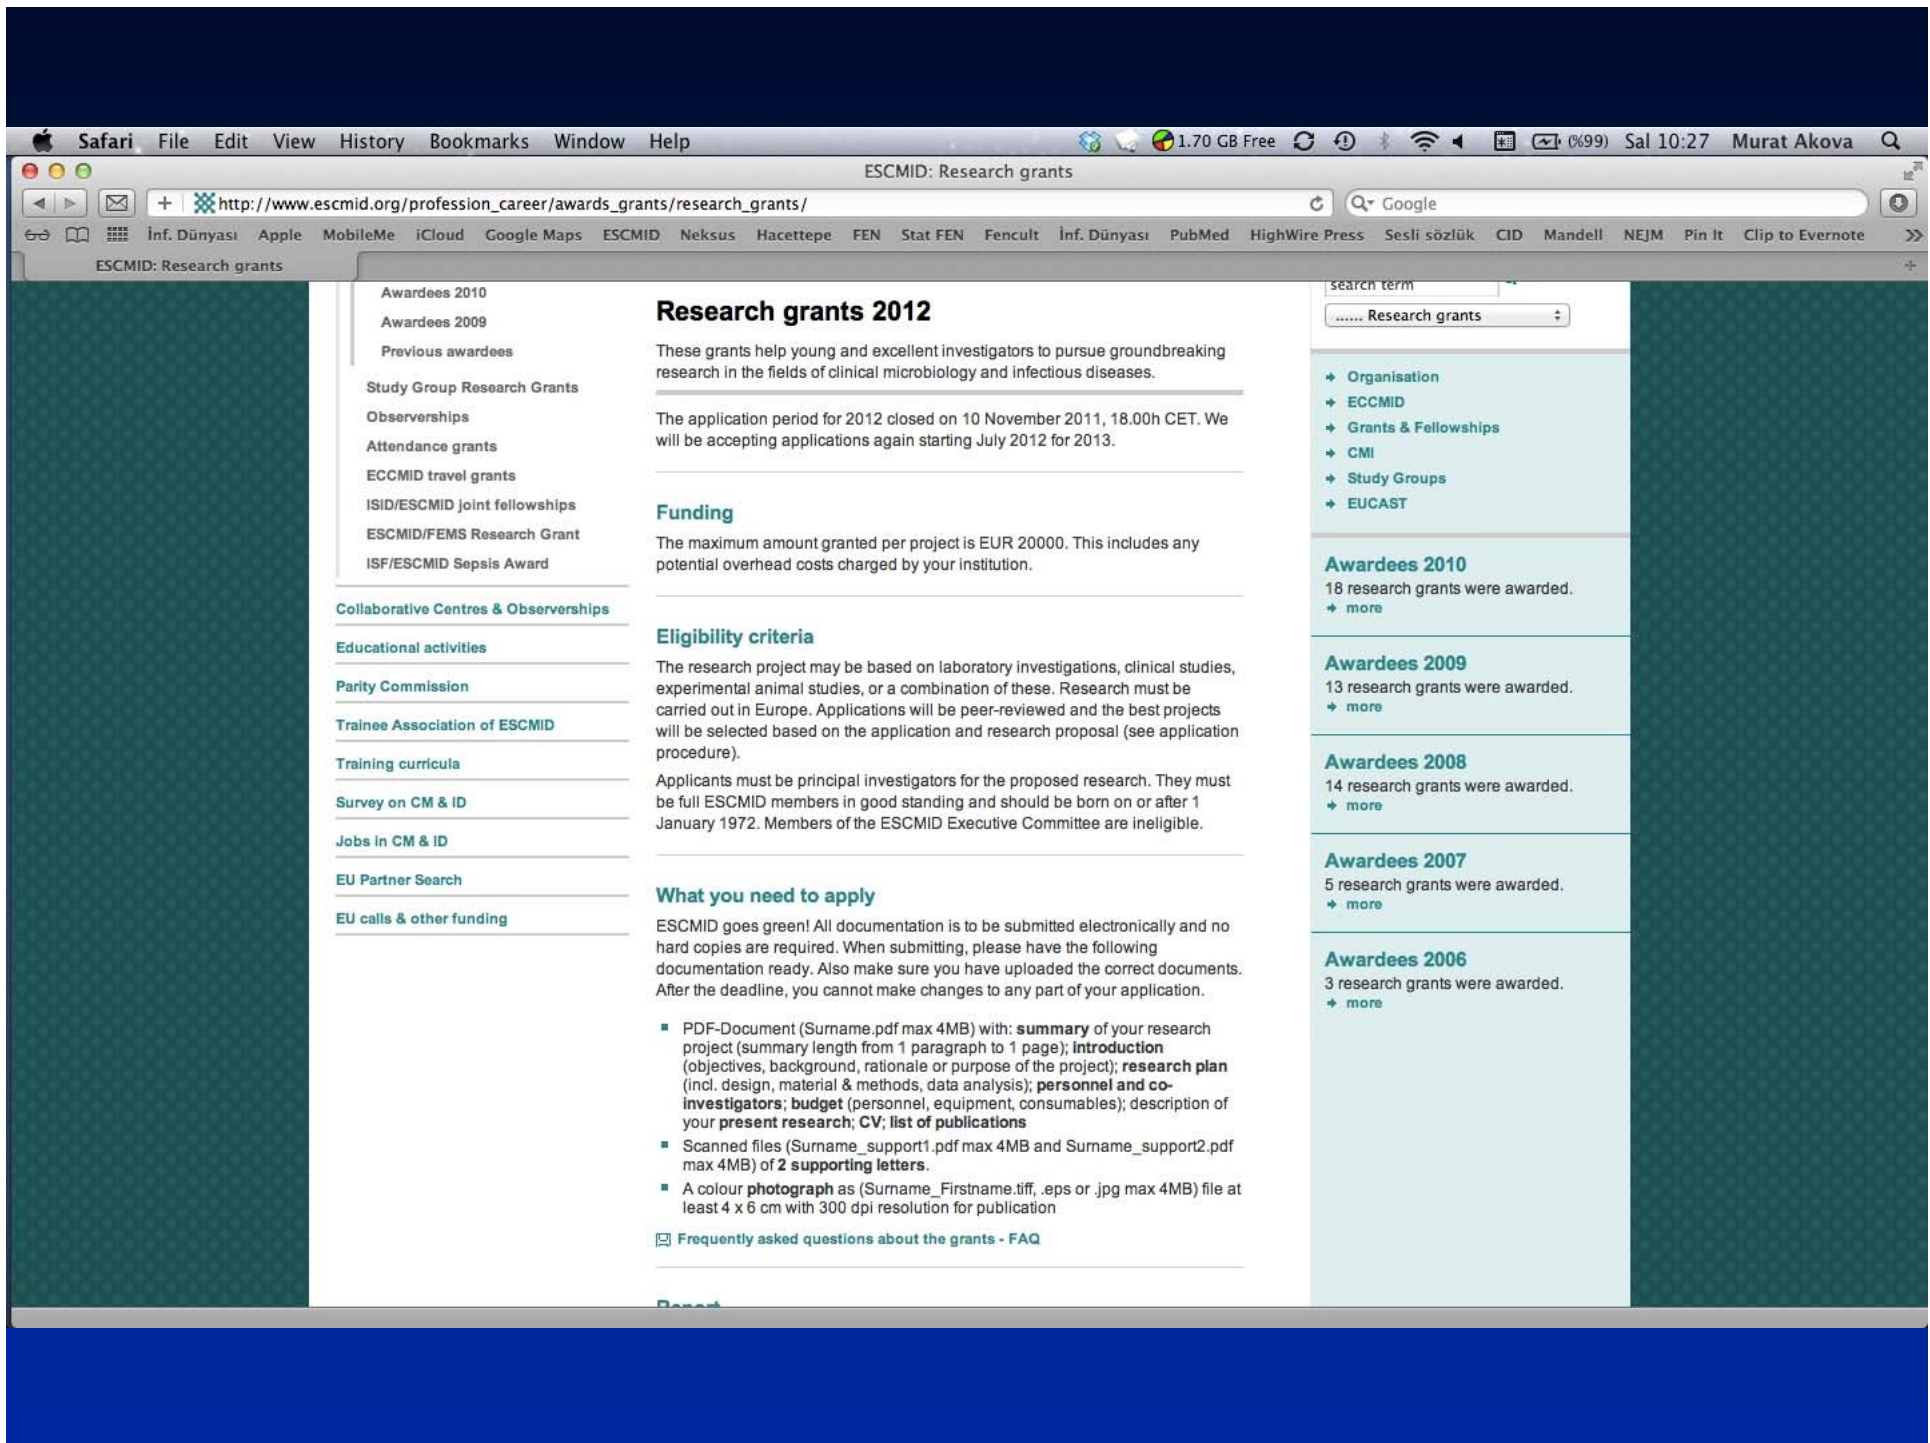 Safari File Edit View History Bookmarks Window Help 1.70 GB Free (%99) Sal 10:27 Murat Akova
ESCMID: Research grants
http://www.escmid.org/profession_career/awards_grants/research_grants/ Google
İnf. Dünyası Apple MobileMe iCloud Google Maps ESCMID Neksus Hacettepe FEN Stat FEN Fencult İnf. Dünyası PubMed HighWire Press Sesli sözlük CID Mandell NEJM Pin It Clip to Evernote
ESCMID: Research grants
Awardees 2010
Awardees 2009
Previous awardees
Study Group Research Grants
Observerships
Attendance grants
ECCMID travel grants
ISID/ESCMID joint fellowships
ESCMID/FEMS Research Grant
ISF/ESCMID Sepsis Award
Collaborative Centres & Observerships
Educational activities
Parity Commission
Trainee Association of ESCMID
Training curricula
Survey on CM & ID
Jobs in CM & ID
EU Partner Search
EU calls & other funding
Research grants 2012
These grants help young and excellent investigators to pursue groundbreaking
research in the fields of clinical microbiology and infectious diseases.
The application period for 2012 closed on 10 November 2011, 18.00h CET. We
will be accepting applications again starting July 2012 for 2013.
Funding
The maximum amount granted per project is EUR 20000. This includes any
potential overhead costs charged by your institution.
Eligibility criteria
The research project may be based on laboratory investigations, clinical studies,
experimental animal studies, or a combination of these. Research must be
carried out in Europe. Applications will be peer-reviewed and the best projects
will be selected based on the application and research proposal (see application
procedure).
Applicants must be principal investigators for the proposed research. They must
be full ESCMID members in good standing and should be born on or after 1
January 1972. Members of the ESCMID Executive Committee are ineligible.
What you need to apply
ESCMID goes green! All documentation is to be submitted electronically and no
hard copies are required. When submitting, please have the following
documentation ready. Also make sure you have uploaded the correct documents.
After the deadline, you cannot make changes to any part of your application.
PDF-Document (Surname.pdf max 4MB) with: summary of your research
project (summary length from 1 paragraph to 1 page); introduction
(objectives, background, rationale or purpose of the project); research plan
(incl. design, material & methods, data analysis); personnel and co-
investigators; budget (personnel, equipment, consumables); description of
your present research; CV; list of publications
Scanned files (Surname_support1.pdf max 4MB and Surname_support2.pdf
max 4MB) of 2 supporting letters.
A colour photograph as (Surname_Firstname.tiff, .eps or .jpg max 4MB) file at
least 4 x 6 cm with 300 dpi resolution for publication
Frequently asked questions about the grants - FAQ
Report
search term
...... Research grants
Organisation
ECCMID
Grants & Fellowships
CMI
Study Groups
EUCAST
Awardees 2010
18 research grants were awarded.
more
Awardees 2009
13 research grants were awarded.
more
Awardees 2008
14 research grants were awarded.
more
Awardees 2007
5 research grants were awarded.
more
Awardees 2006
3 research grants were awarded.
more